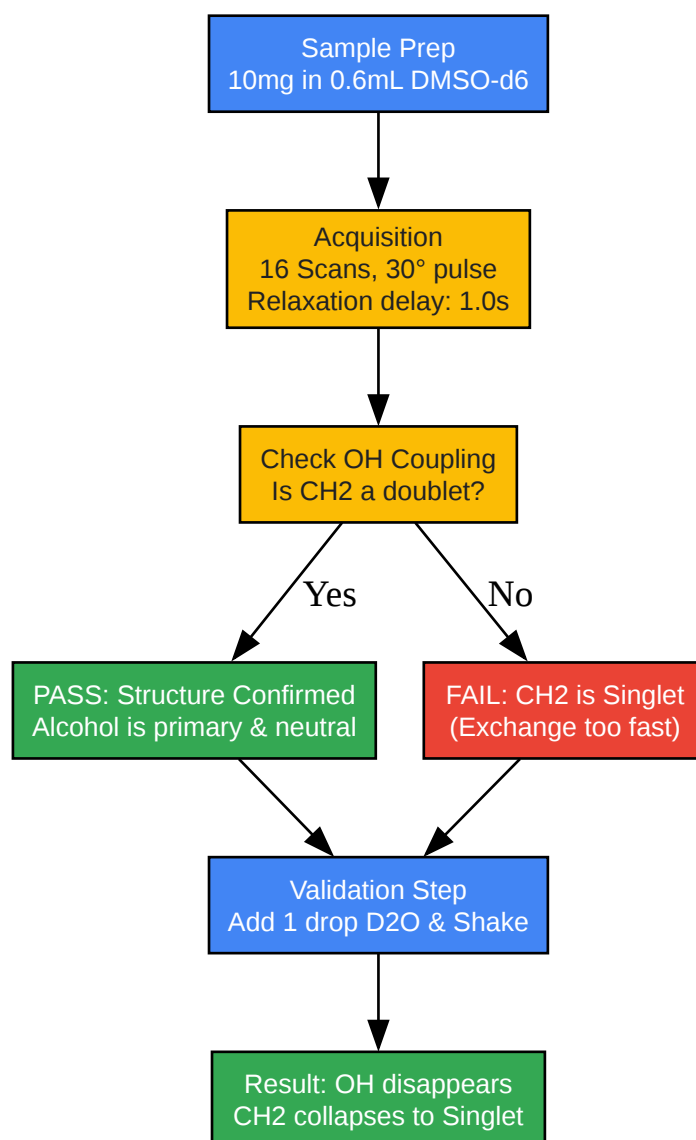 Sample Prep
10mg in 0.6mL DMSO-d6
Acquisition
16 Scans, 30° pulse
Relaxation delay: 1.0s
Check OH Coupling
Is CH2 a doublet?
Yes
No
PASS: Structure Confirmed
Alcohol is primary & neutral
FAIL: CH2 is Singlet
(Exchange too fast)
Validation Step
Add 1 drop D2O & Shake
Result: OH disappears
CH2 collapses to Singlet